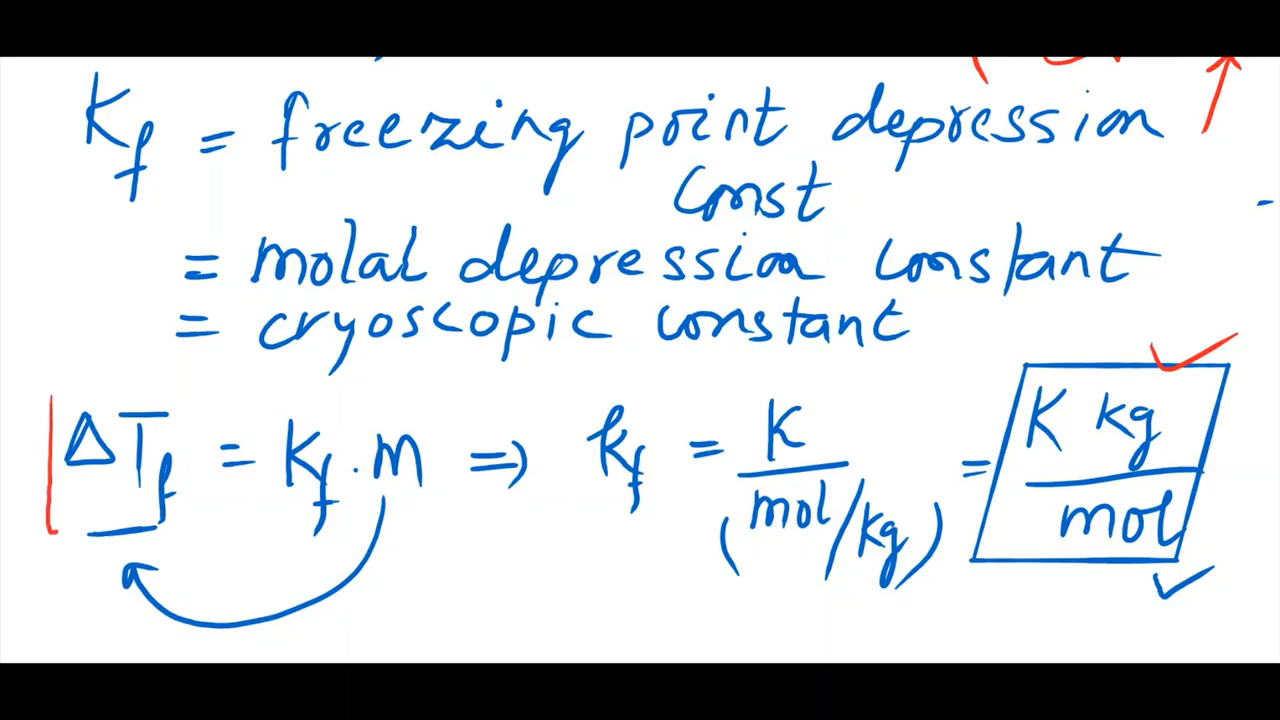 Kf = freezing point depression
const
= molal depression constant
= cryoscopic constant
ΔTf = Kf . m ⇒ Kf = K / (mol/kg) = K kg / mol